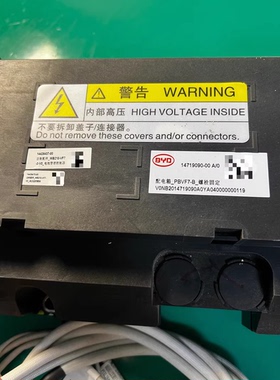 警告 WARNING
内部高压 HIGH VOLTAGE INSIDE
不要拆卸盖子/连接器。
Do not remove these covers and/or connectors.
BYD
14719090-00 A/0
配电箱_PBVF7-B_螺栓固定
V0NB2014719090A0YA040000000119